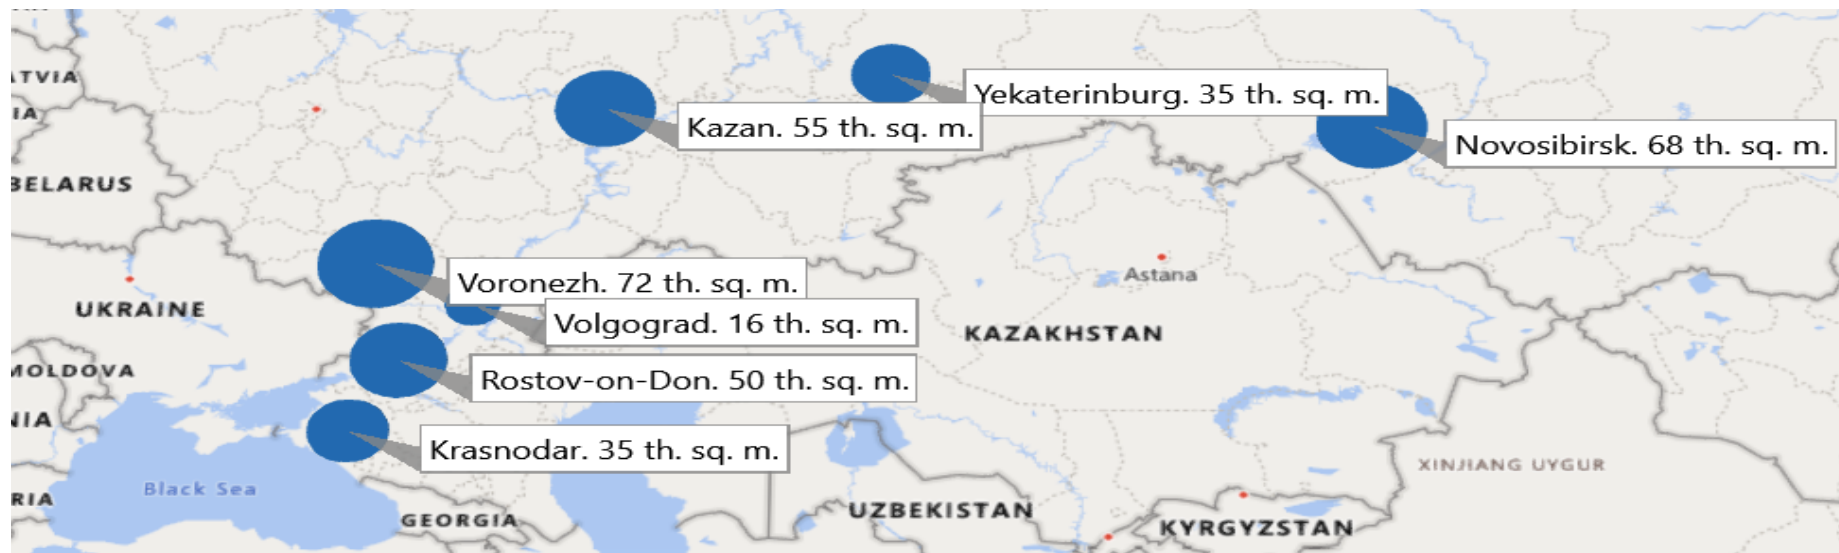 ATVIA
IA
BELARUS
UKRAINE
MOLDOVA
NIA
RIA
Black Sea
GEORGIA
Kazan. 55 th. sq. m.
Yekaterinburg. 35 th. sq. m.
Novosibirsk. 68 th. sq. m.
Voronezh. 72 th. sq. m.
Volgograd. 16 th. sq. m.
Rostov-on-Don. 50 th. sq. m.
Krasnodar. 35 th. sq. m.
Astana
KAZAKHSTAN
UZBEKISTAN
KYRGYZSTAN
XINJIANG UYGUR